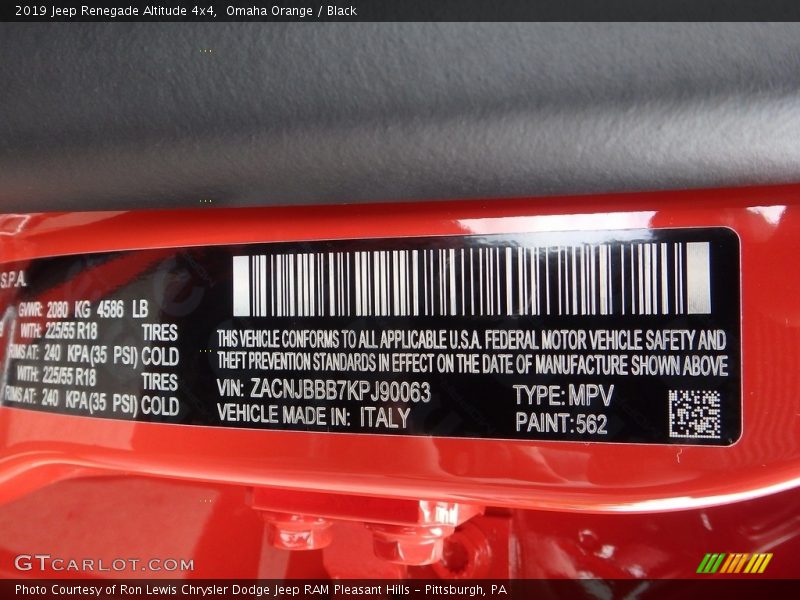 2019 Jeep Renegade Altitude 4x4,  Omaha Orange / Black
S.P.A.
GVWR: 2080 KG 4586 LB
WITH: 225/55 R18 TIRES
RIMS AT: 240 KPA(35 PSI) COLD
WITH: 225/55 R18 TIRES
RIMS AT: 240 KPA(35 PSI) COLD
THIS VEHICLE CONFORMS TO ALL APPLICABLE U.S.A. FEDERAL MOTOR VEHICLE SAFETY AND
THEFT PREVENTION STANDARDS IN EFFECT ON THE DATE OF MANUFACTURE SHOWN ABOVE
VIN: ZACNJBBB7KPJ90063 TYPE: MPV
VEHICLE MADE IN: ITALY PAINT: 562
GTCARLOT.COM
Photo Courtesy of Ron Lewis Chrysler Dodge Jeep RAM Pleasant Hills - Pittsburgh, PA